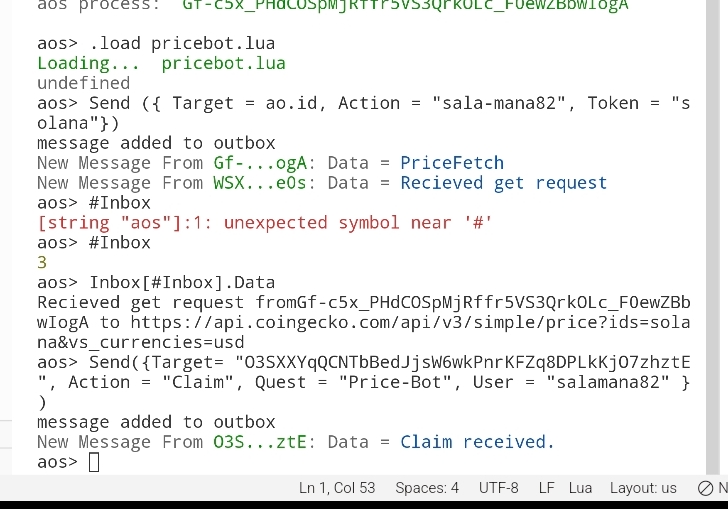 aos process: Gf-c5x_PHdCOSpMjRffr5VS3QrkOLc_F0ewZBbwIogA
aos> .load pricebot.lua
Loading...  pricebot.lua
undefined
aos> Send ({ Target = ao.id, Action = "sala-mana82", Token = "s
olana"})
message added to outbox
New Message From Gf-...ogA: Data = PriceFetch
New Message From WSX...e0s: Data = Recieved get request
aos> #Inbox
[string "aos"]:1: unexpected symbol near '#'
aos> #Inbox
3
aos> Inbox[#Inbox].Data
Recieved get request fromGf-c5x_PHdCOSpMjRffr5VS3QrkOLc_F0ewZBb
wIogA to https://api.coingecko.com/api/v3/simple/price?ids=sola
na&vs_currencies=usd
aos> Send({Target= "O3SXXYqQCNTbBedJjsW6wkPnrKFZq8DPLkKjO7zhztE
", Action = "Claim", Quest = "Price-Bot", User = "salamana82" }
)
message added to outbox
New Message From O3S...ztE: Data = Claim received.
aos>
Ln 1, Col 53 Spaces: 4 UTF-8 LF Lua Layout: us N